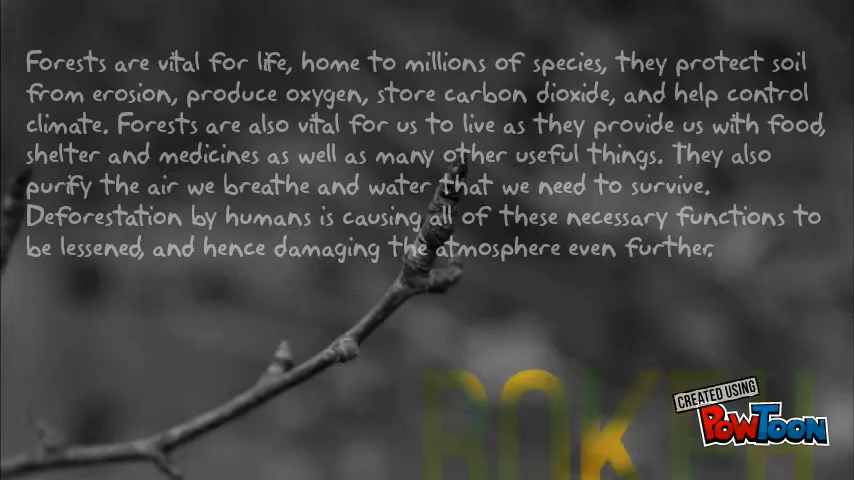 Forests are vital for life, home to millions of species, they protect soil
from erosion, produce oxygen, store carbon dioxide, and help control
climate. Forests are also vital for us to live as they provide us with food,
shelter and medicines as well as many other useful things. They also
purify the air we breathe and water that we need to survive.
Deforestation by humans is causing all of these necessary functions to
be lessened, and hence damaging the atmosphere even further.
BOKEH
CREATED USING
POWTOON